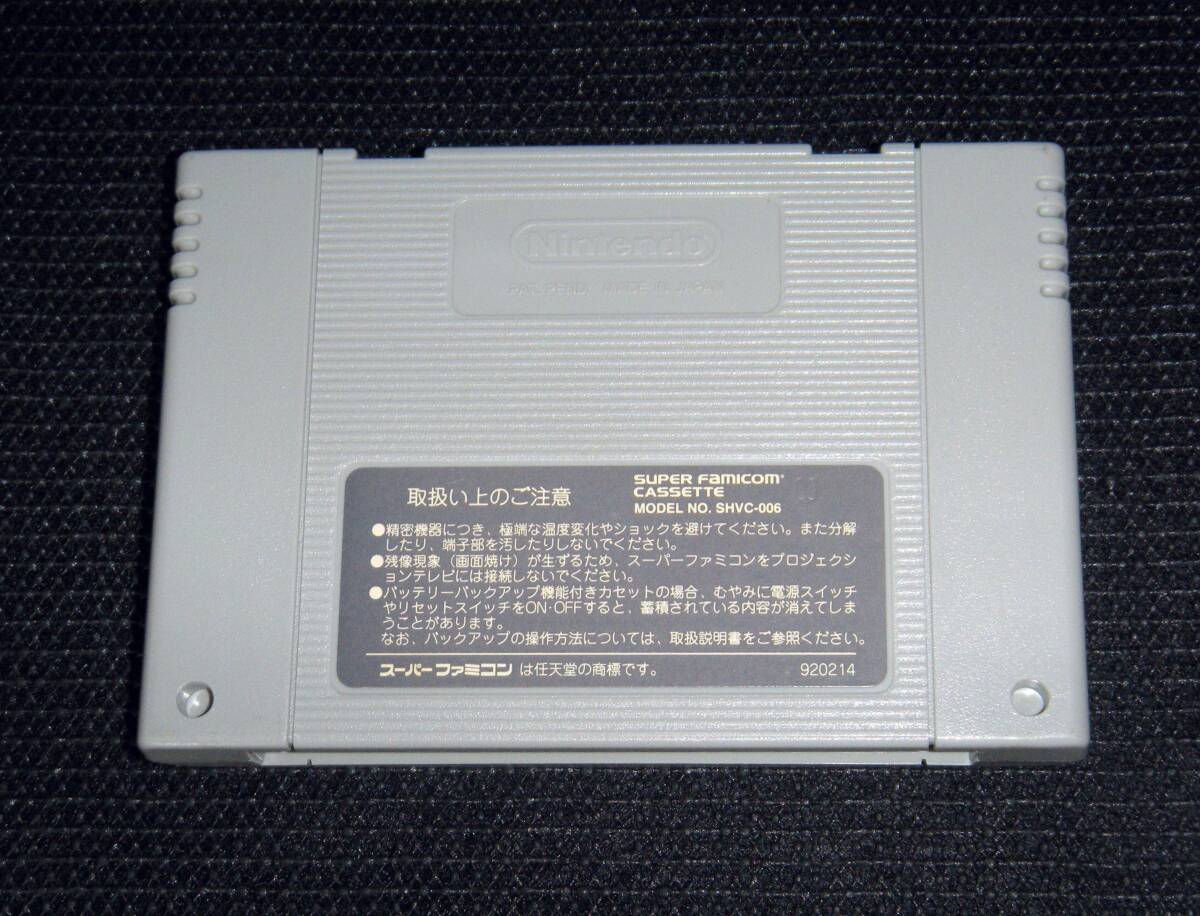 Nintendo
PAT. PEND. MADE IN JAPAN
取扱い上のご注意
SUPER FAMICOM
CASSETTE
MODEL NO. SHVC-006
●精密機器につき、極端な温度変化やショックを避けてください。また分解
したり、端子部を汚したりしないでください。
●残像現象（画面焼け）が生ずるため、スーパーファミコンをプロジェクシ
ョンテレビには接続しないでください。
●バッテリーバックアップ機能付きカセットの場合、むやみに電源スイッチ
やリセットスイッチをON・OFFすると、蓄積されている内容が消えてしま
うことがあります。
なお、バックアップの操作方法については、取扱説明書をご参照ください。
スーパーファミコン は任天堂の商標です。
920214